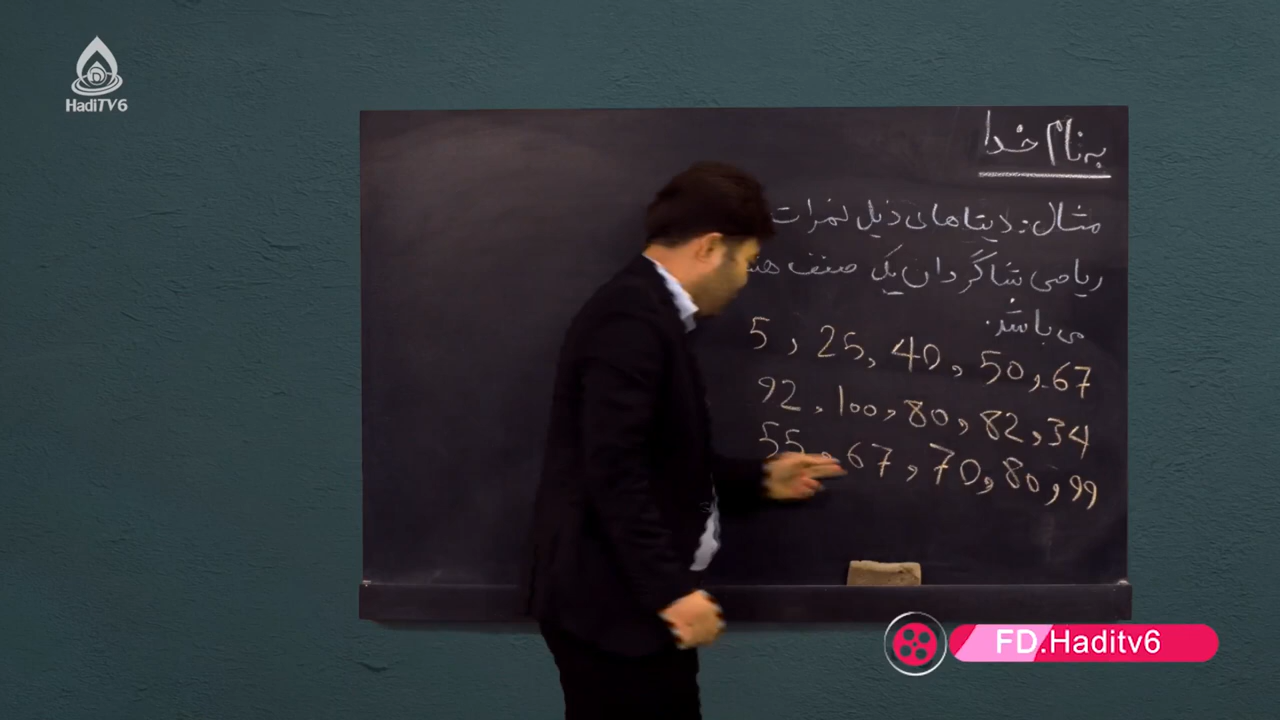 HadiTV6
به نام خدا
مثال: دیتاهای ذیل نمرات
ریاضی شاگردان یک صنف
می باشد.
5, 25, 40, 50, 67
92, 100, 80, 82, 34
55, 67, 70, 80, 99
FD.Haditv6